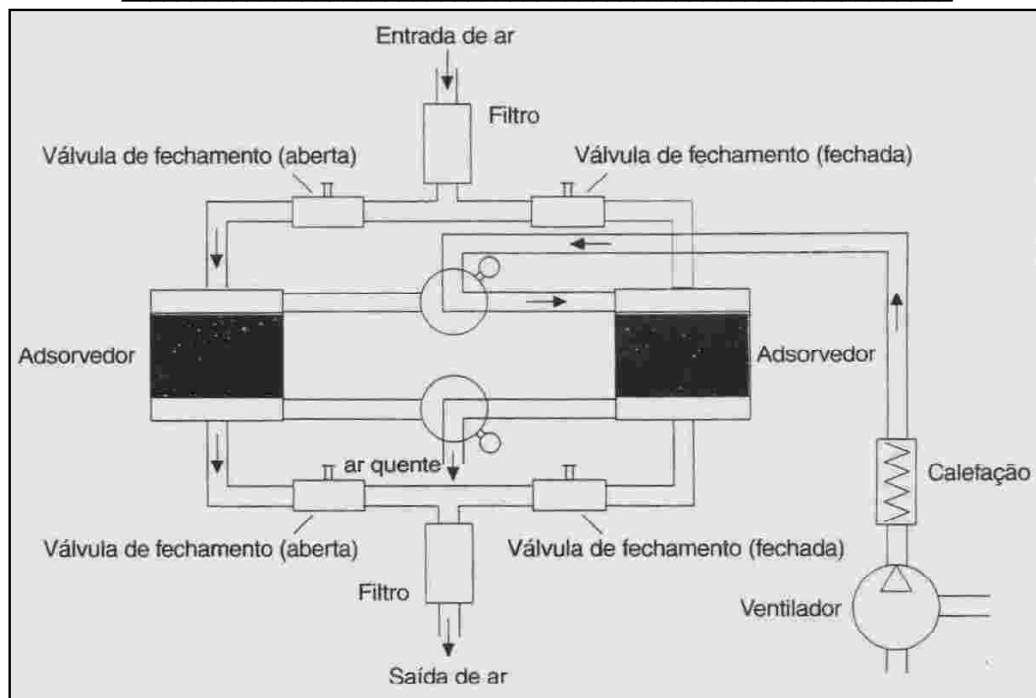 Entrada de ar
Filtro
Válvula de fechamento (aberta)
Válvula de fechamento (fechada)
Adsorvedor
Adsorvedor
ar quente
Calefação
Válvula de fechamento (aberta)
Válvula de fechamento (fechada)
Filtro
Ventilador
Saída de ar